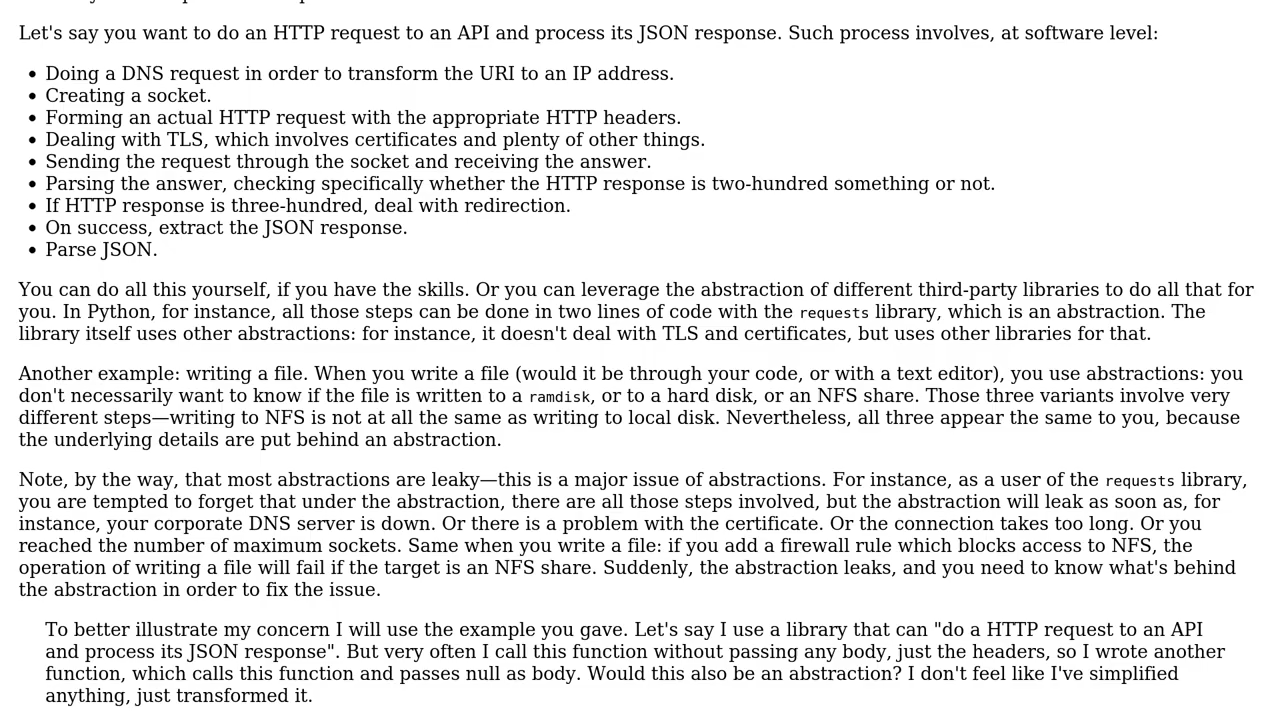 Let's say you want to do an HTTP request to an API and process its JSON response. Such process involves, at software level:
• Doing a DNS request in order to transform the URI to an IP address.
• Creating a socket.
• Forming an actual HTTP request with the appropriate HTTP headers.
• Dealing with TLS, which involves certificates and plenty of other things.
• Sending the request through the socket and receiving the answer.
• Parsing the answer, checking specifically whether the HTTP response is two-hundred something or not.
• If HTTP response is three-hundred, deal with redirection.
• On success, extract the JSON response.
• Parse JSON.
You can do all this yourself, if you have the skills. Or you can leverage the abstraction of different third-party libraries to do all that for
you. In Python, for instance, all those steps can be done in two lines of code with the requests library, which is an abstraction. The
library itself uses other abstractions: for instance, it doesn't deal with TLS and certificates, but uses other libraries for that.
Another example: writing a file. When you write a file (would it be through your code, or with a text editor), you use abstractions: you
don't necessarily want to know if the file is written to a ramdisk, or to a hard disk, or an NFS share. Those three variants involve very
different steps—writing to NFS is not at all the same as writing to local disk. Nevertheless, all three appear the same to you, because
the underlying details are put behind an abstraction.
Note, by the way, that most abstractions are leaky—this is a major issue of abstractions. For instance, as a user of the requests library,
you are tempted to forget that under the abstraction, there are all those steps involved, but the abstraction will leak as soon as, for
instance, your corporate DNS server is down. Or there is a problem with the certificate. Or the connection takes too long. Or you
reached the number of maximum sockets. Same when you write a file: if you add a firewall rule which blocks access to NFS, the
operation of writing a file will fail if the target is an NFS share. Suddenly, the abstraction leaks, and you need to know what's behind
the abstraction in order to fix the issue.
To better illustrate my concern I will use the example you gave. Let's say I use a library that can "do a HTTP request to an API
and process its JSON response". But very often I call this function without passing any body, just the headers, so I wrote another
function, which calls this function and passes null as body. Would this also be an abstraction? I don't feel like I've simplified
anything, just transformed it.